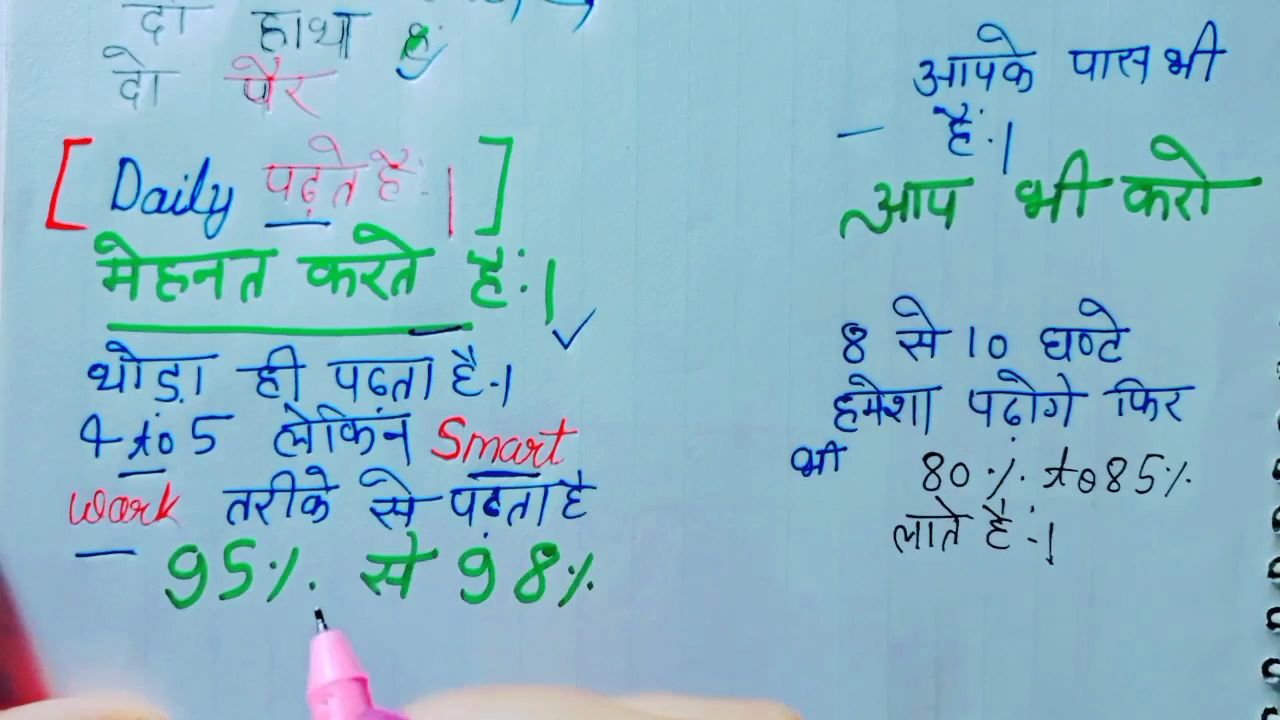 दो हाथ हैं
दो पैर
[ Daily पढ़ते हैं। ]
मेहनत करते हैं।
थोड़ा ही पढ़ता है।
4 to 5 लेकिन Smart
work तरीके से पढ़ता है
95% से 98%
आपके पास भी
हैं।
आप भी करो
8 से 10 घण्टे
हमेशा पढ़ोगे फिर
भी 80% to 85%
लाते हैं।